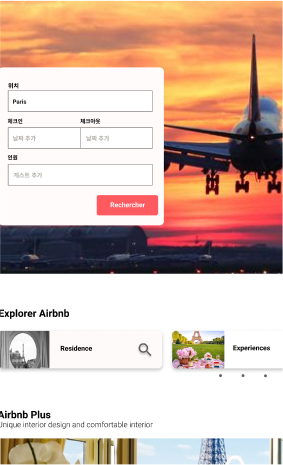 위치
Paris
체크인 체크아웃
날짜 추가 날짜 추가
인원
게스트 추가
Rechercher
Explorer Airbnb
Residence Experiences
Airbnb Plus
Unique interior design and comfortable interior